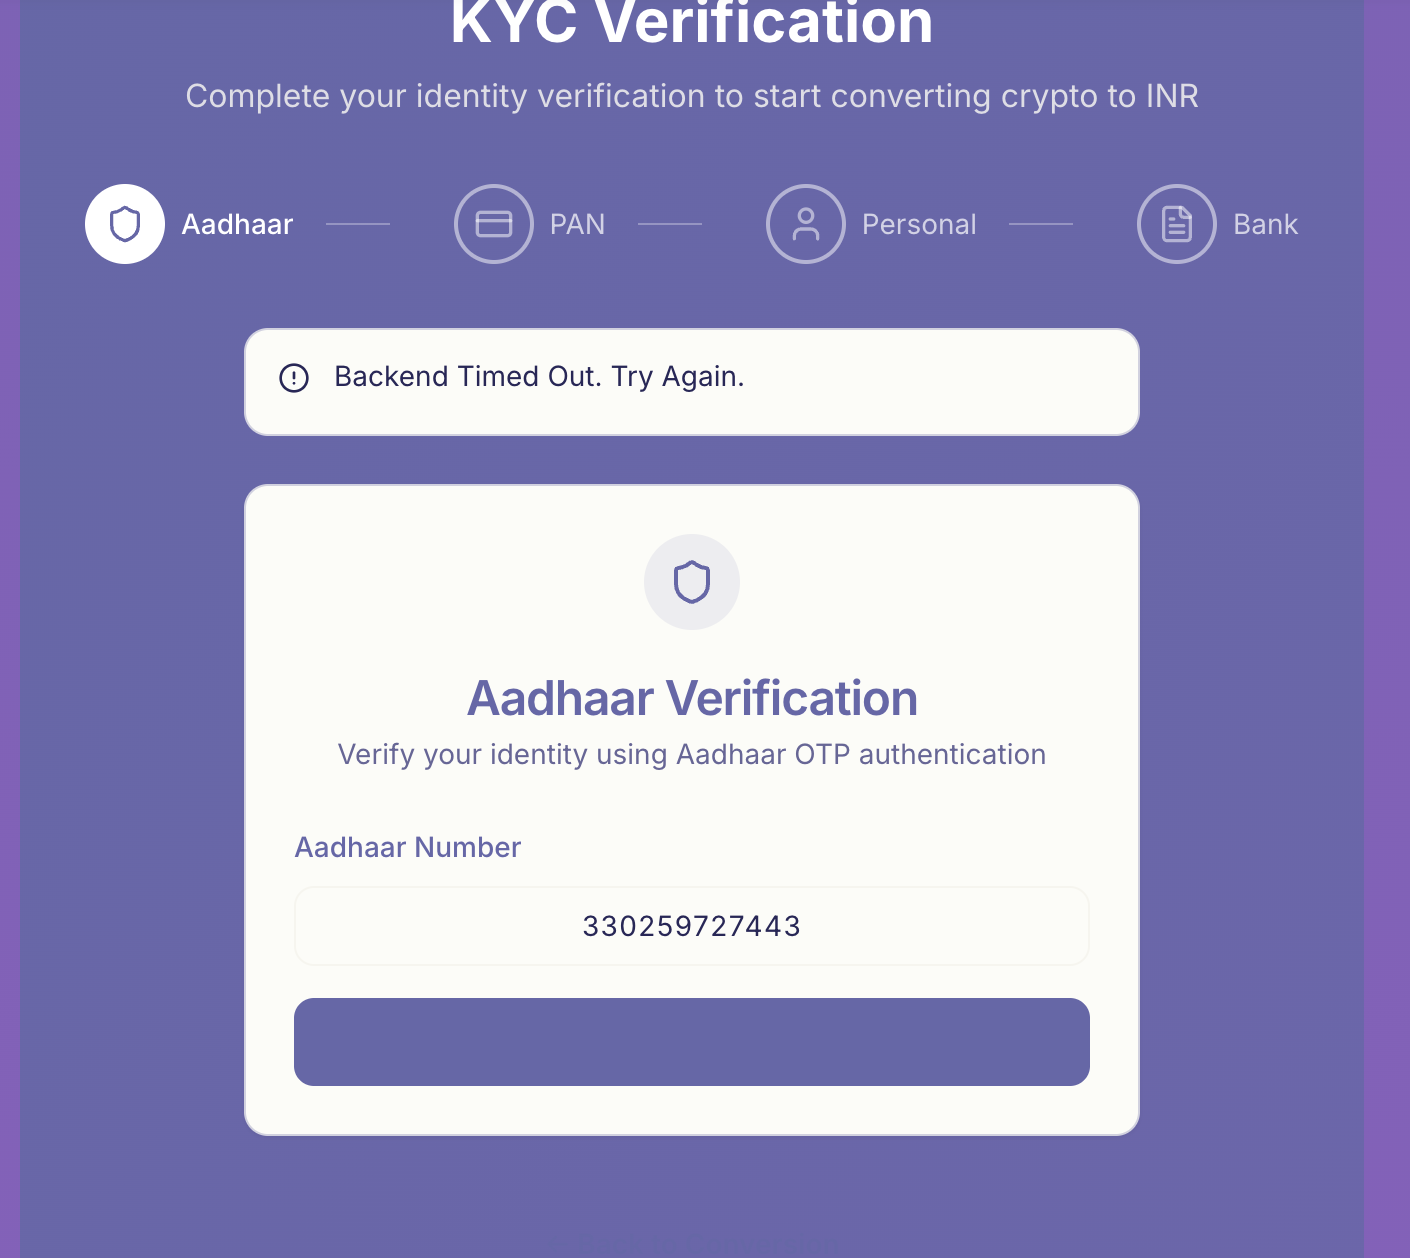 KYC Verification
Complete your identity verification to start converting crypto to INR
Aadhaar
PAN
Personal
Bank
Backend Timed Out. Try Again.
Aadhaar Verification
Verify your identity using Aadhaar OTP authentication
Aadhaar Number
330259727443